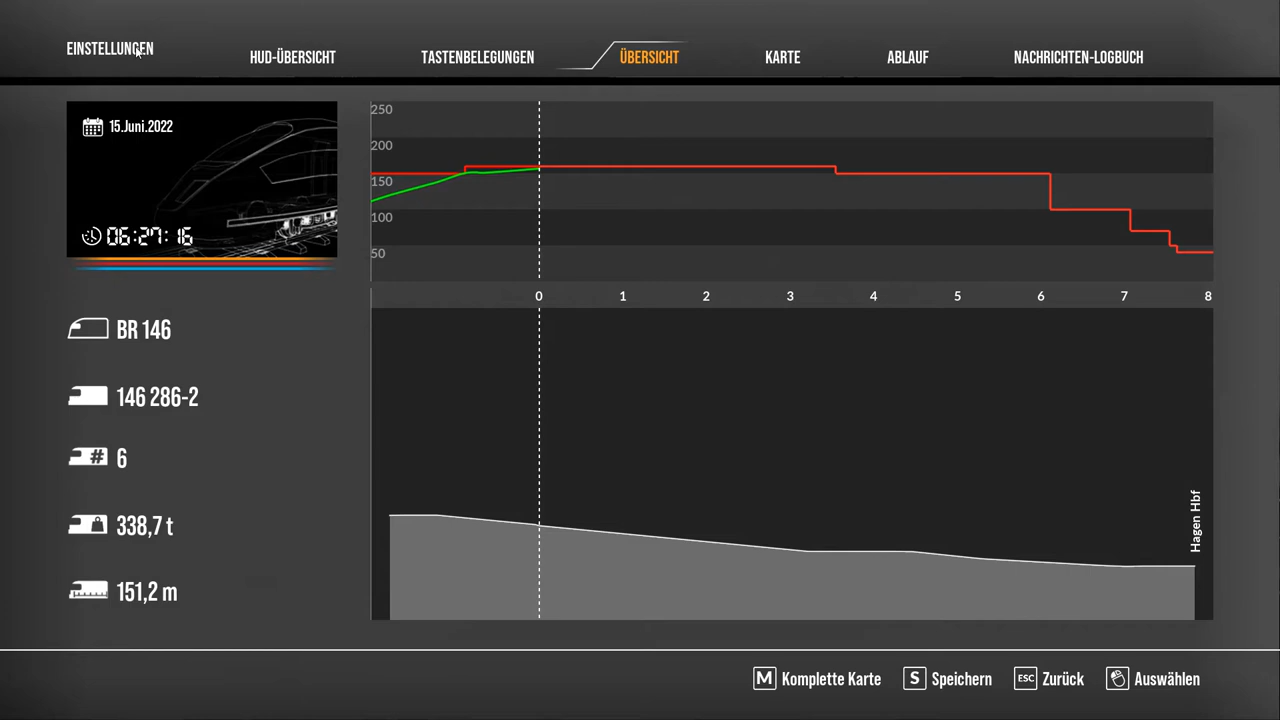 EINSTELLUNGEN
HUD-ÜBERSICHT
TASTENBELEGUNGEN
ÜBERSICHT
KARTE
ABLAUF
NACHRICHTEN-LOGBUCH
15.Juni.2022
06:27:16
BR 146
146 286-2
# 6
338,7 t
151,2 m
250
200
150
100
50
0 1 2 3 4 5 6 7 8
Hagen Hbf
M Komplette Karte
S Speichern
ESC Zurück
Auswählen